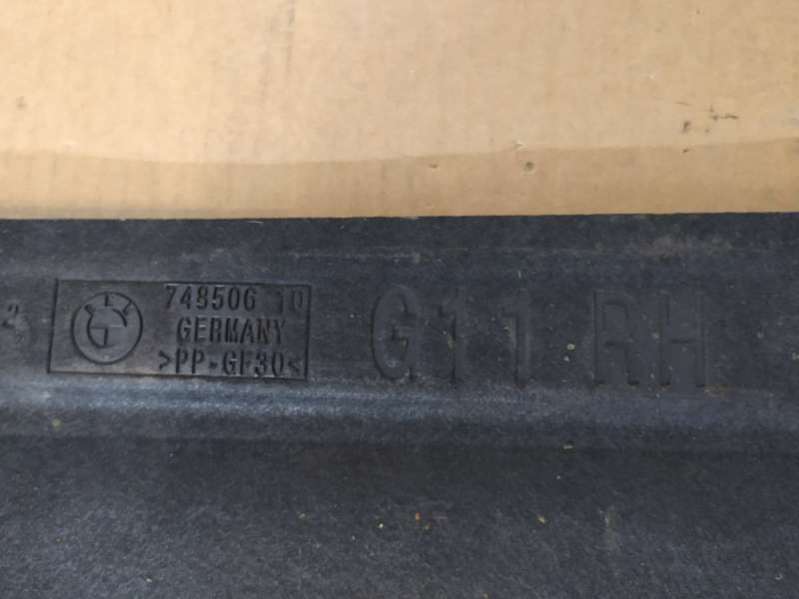 748506 10
GERMANY
>PP-GF30<
G11 RH